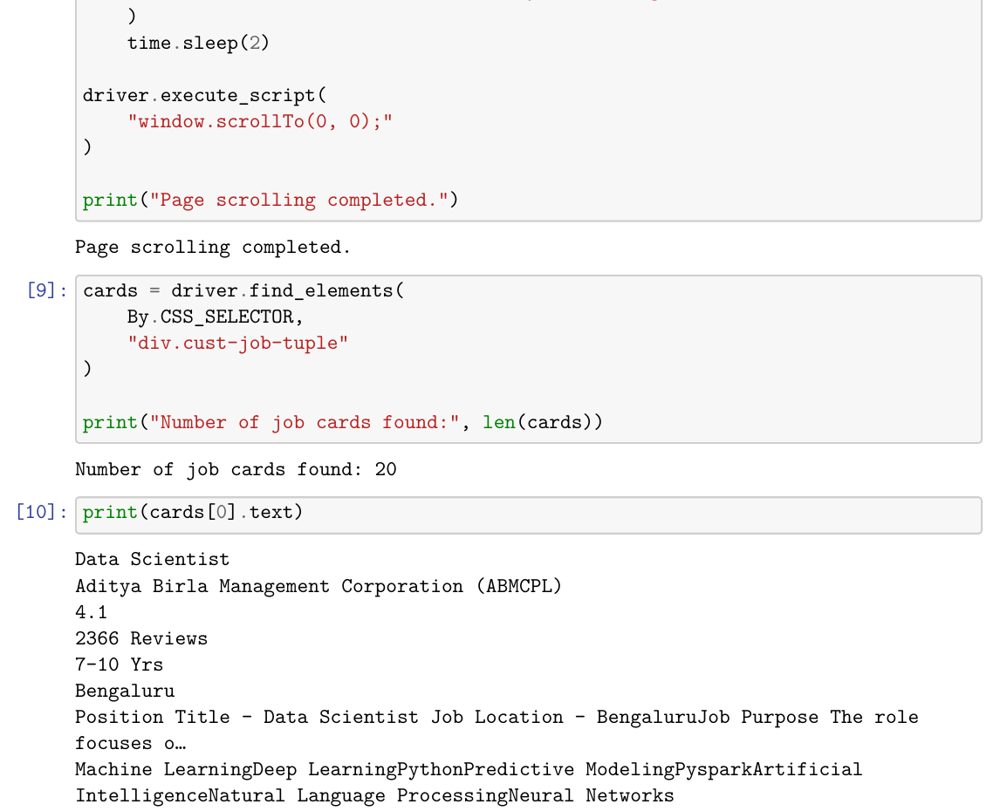 )
time.sleep(2)
driver.execute_script(
"window.scrollTo(0, 0);"
)
print("Page scrolling completed.")
Page scrolling completed.
[9]: cards = driver.find_elements(
By.CSS_SELECTOR,
"div.cust-job-tuple"
)
print("Number of job cards found:", len(cards))
Number of job cards found: 20
[10]: print(cards[0].text)
Data Scientist
Aditya Birla Management Corporation (ABMCPL)
4.1
2366 Reviews
7-10 Yrs
Bengaluru
Position Title - Data Scientist Job Location - BengaluruJob Purpose The role
focuses o…
Machine LearningDeep LearningPythonPredictive ModelingPysparkArtificial
IntelligenceNatural Language ProcessingNeural Networks